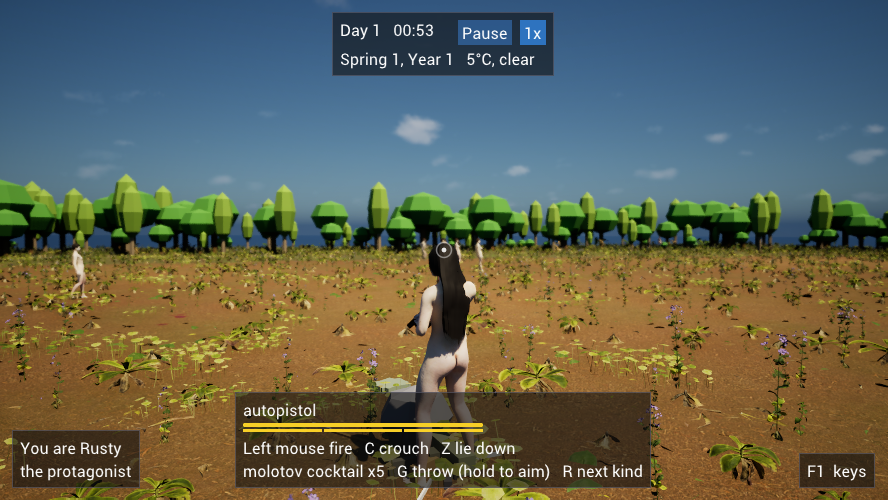 Day 1 00:53 Pause 1x
Spring 1, Year 1 5°C, clear
autopistol
Left mouse fire C crouch Z lie down
molotov cocktail x5 G throw (hold to aim) R next kind
You are Rusty
the protagonist
F1 keys